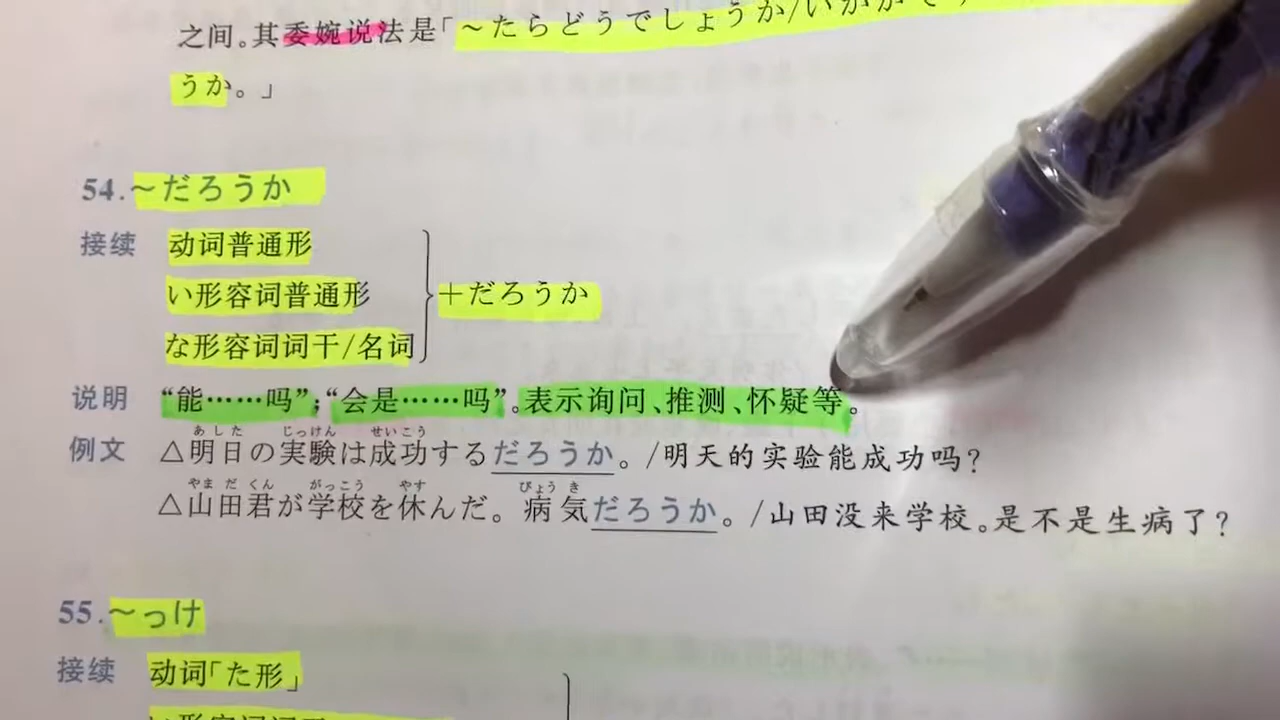 之间。其委婉说法是「～たらどうでしょうか/いかがで
うか。」
54.～だろうか
接续 动词普通形
い形容词普通形
＋だろうか
な形容词词干/名词
说明 “能……吗”;“会是……吗”。表示询问、推测、怀疑等。
あした じっけん せいこう
例文 △明日の実験は成功するだろうか。/明天的实验能成功吗?
やま だ くん がっこう やす びょう き
△山田君が学校を休んだ。病気だろうか。/山田没来学校。是不是生病了?
55.～っけ
接续 动词「た形」